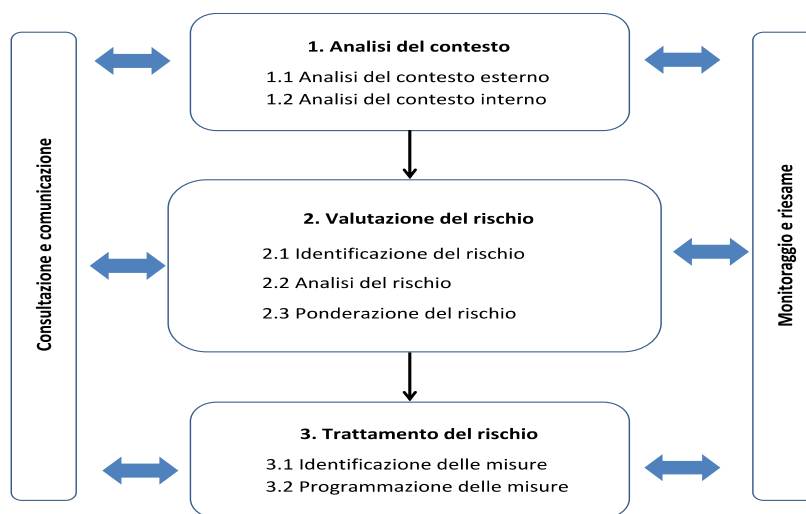 Consultazione e comunicazione
1. Analisi del contesto
1.1 Analisi del contesto esterno
1.2 Analisi del contesto interno
2. Valutazione del rischio
2.1 Identificazione del rischio
2.2 Analisi del rischio
2.3 Ponderazione del rischio
3. Trattamento del rischio
3.1 Identificazione delle misure
3.2 Programmazione delle misure
Monitoraggio e riesame